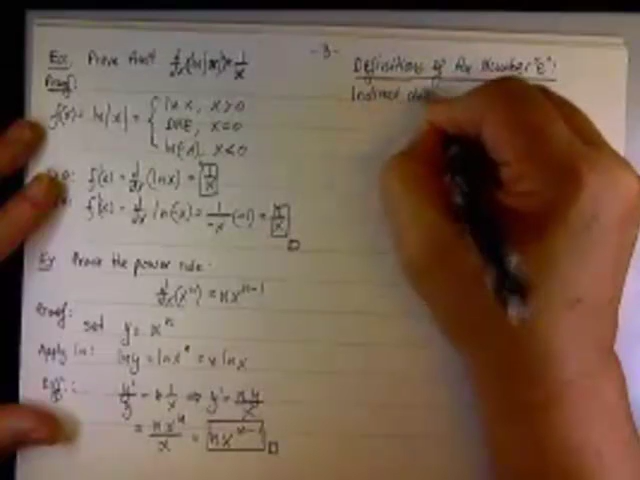 Ex: Prove that d/dx(ln|x|) = 1/x
Proof:
f(x) = ln|x| = { ln x, x>0
DNE, x=0
ln(-x), x<0
f'(x) = d/dx (ln x) = 1/x
f'(x) = d/dx ln(-x) = 1/-x (-1) = 1/x □
Ex Prove the power rule:
d/dx(x^n) = nx^(n-1)
Proof:
set y = x^n
Apply ln: ln y = ln x^n = n ln x
y'/y = n 1/x ⇒ y' = ny/x
= nx^n/x = nx^(n-1) □
-3-
Definitions of the Number "e":
Indirect